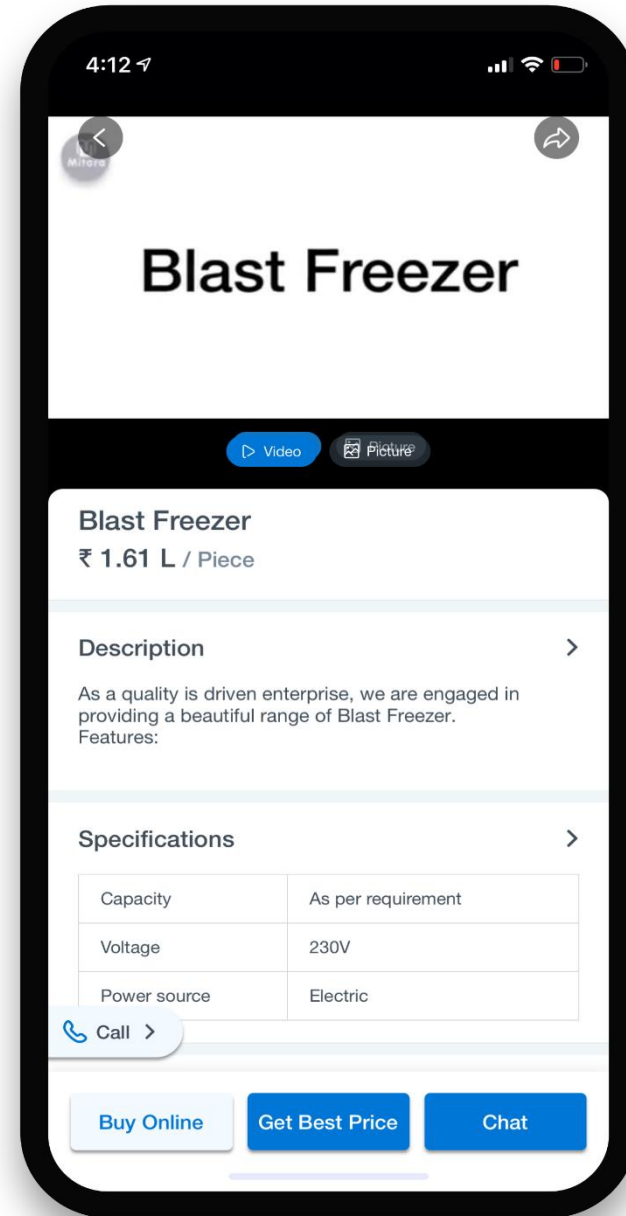 4:12
Mitora
Blast Freezer
Video
Picture
Picture
Blast Freezer
₹ 1.61 L / Piece
Description
As a quality is driven enterprise, we are engaged in
providing a beautiful range of Blast Freezer.
Features:
Specifications
Capacity As per requirement
Voltage 230V
Power source Electric
Call
Buy Online Get Best Price Chat